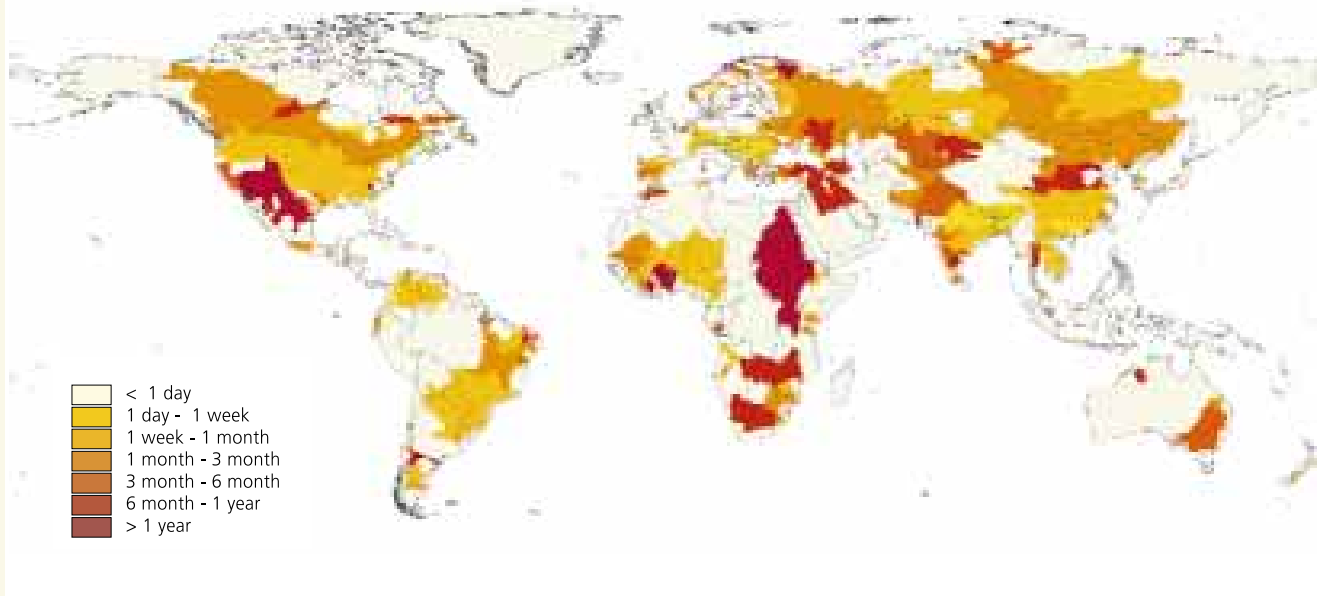 < 1 day
1 day - 1 week
1 week - 1 month
1 month - 3 month
3 month - 6 month
6 month - 1 year
> 1 year